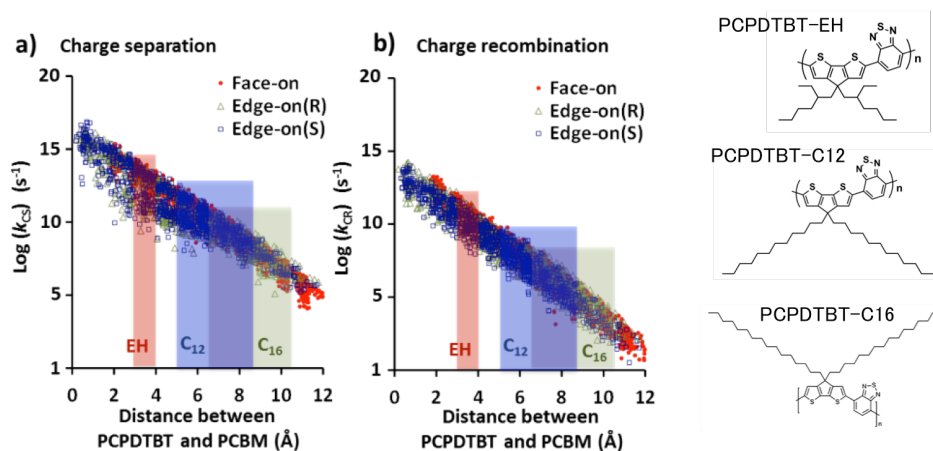 a) Charge separation
20
15
10
5
1
Log (kCS) (s-1)
Face-on
Edge-on(R)
Edge-on(S)
EH
C12
C16
0 2 4 6 8 10 12
Distance between
PCPDTBT and PCBM (Å)
b) Charge recombination
20
15
10
5
1
Log (kCR) (s-1)
Face-on
Edge-on(R)
Edge-on(S)
EH
C12
C16
0 2 4 6 8 10 12
Distance between
PCPDTBT and PCBM (Å)
PCPDTBT-EH
N S N
S S
n
PCPDTBT-C12
N S N
S S
n
PCPDTBT-C16
N S N
S S
n